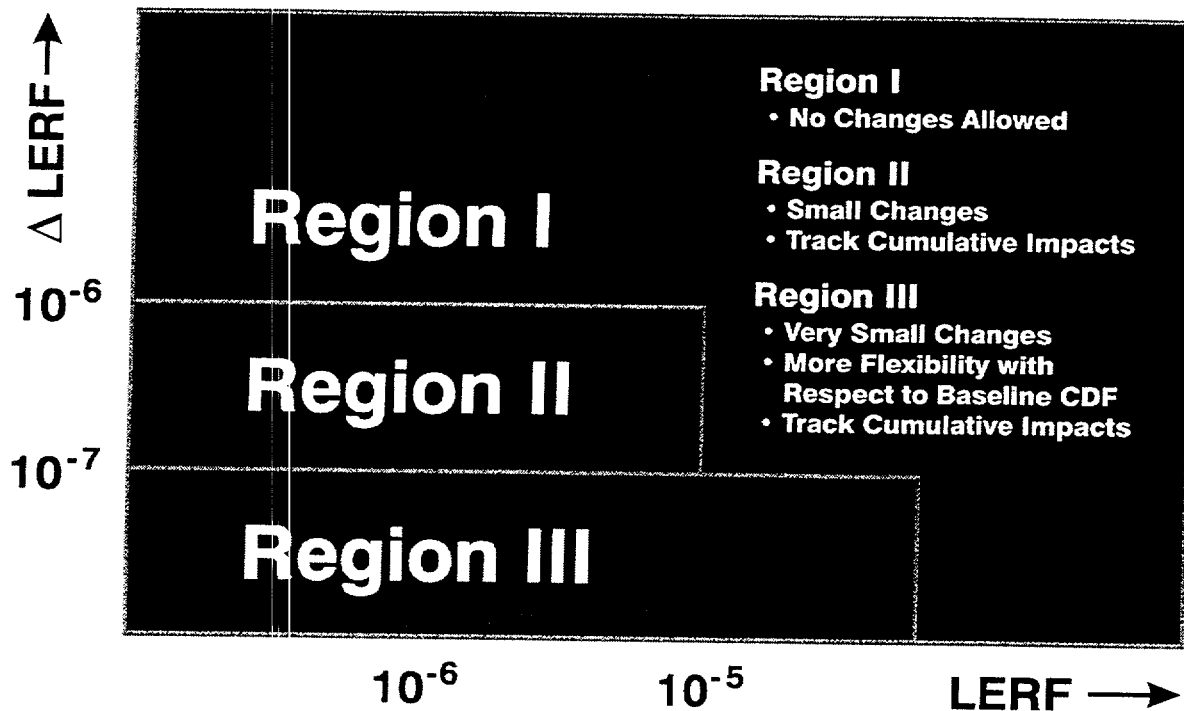 Δ LERF →
Region I
• No Changes Allowed
Region II
• Small Changes
• Track Cumulative Impacts
Region III
• Very Small Changes
• More Flexibility with
Respect to Baseline CDF
• Track Cumulative Impacts
Region I
10⁻⁶
Region II
10⁻⁷
Region III
10⁻⁶
10⁻⁵
LERF →